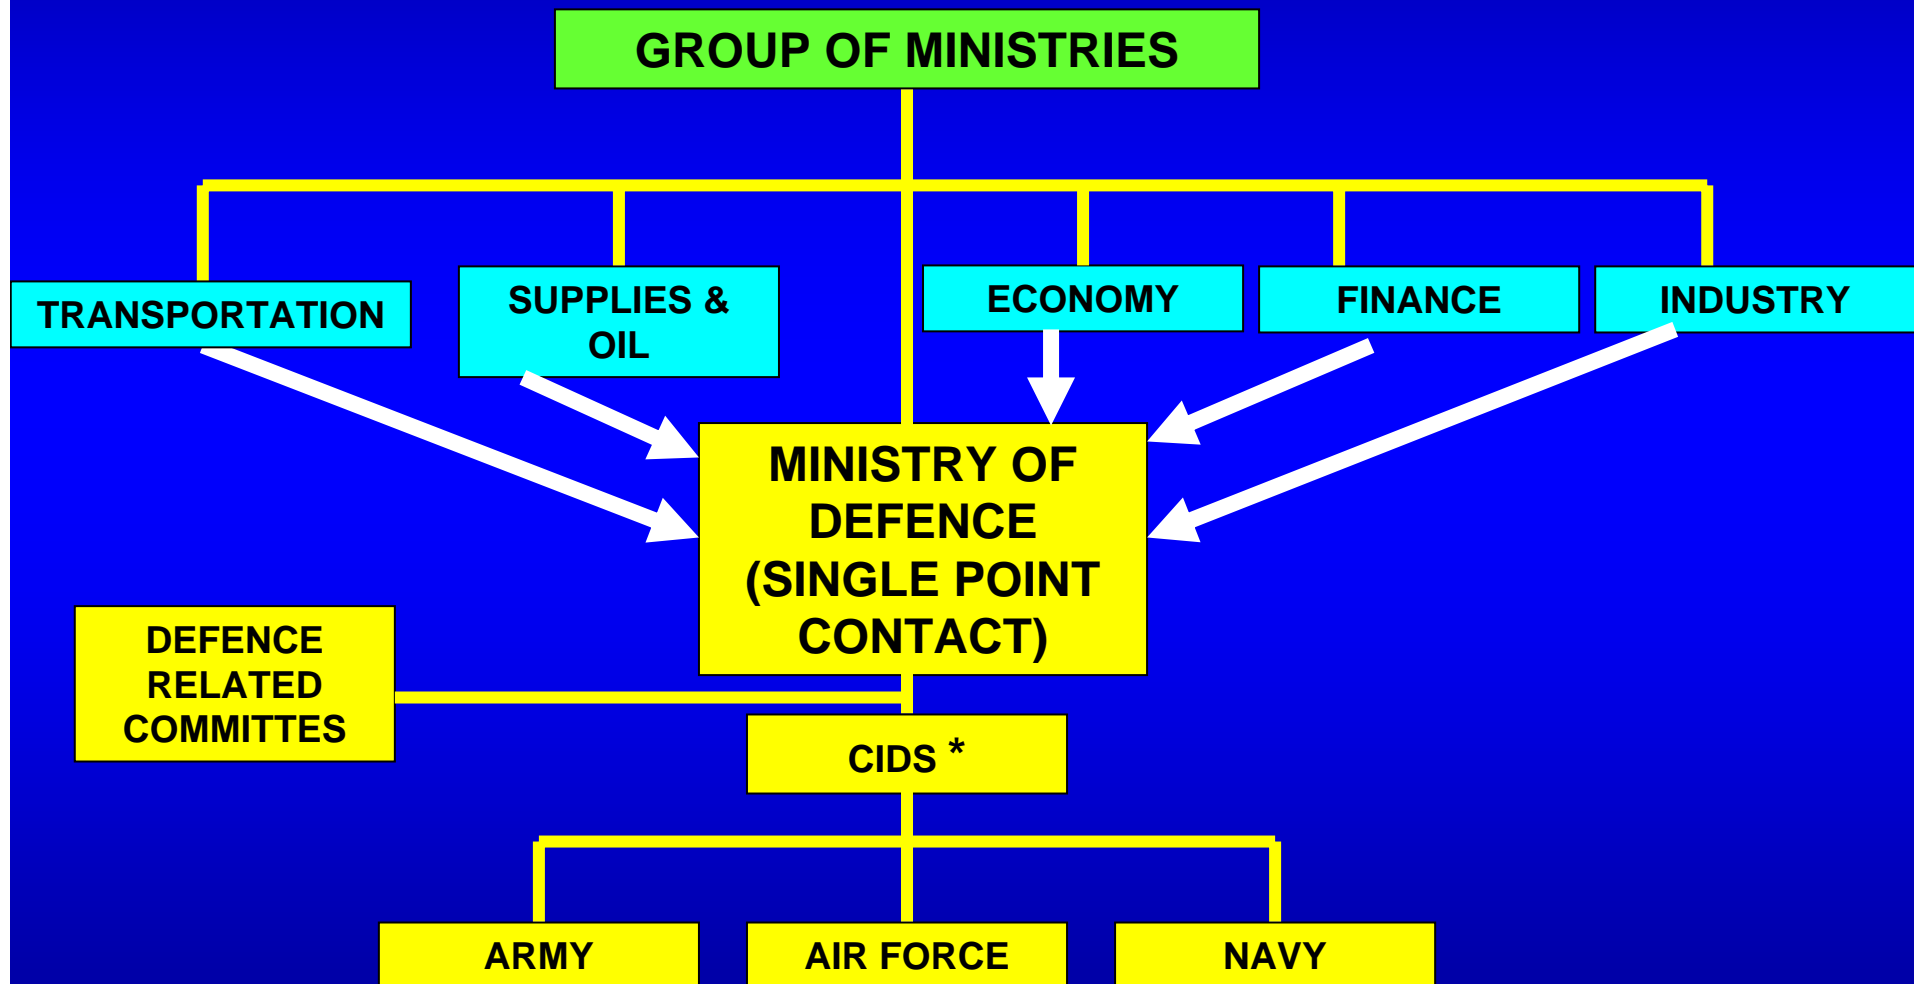 GROUP OF MINISTRIES
TRANSPORTATION
SUPPLIES &
OIL
ECONOMY
FINANCE
INDUSTRY
MINISTRY OF
DEFENCE
(SINGLE POINT
CONTACT)
DEFENCE
RELATED
COMMITTES
CIDS *
ARMY
AIR FORCE
NAVY